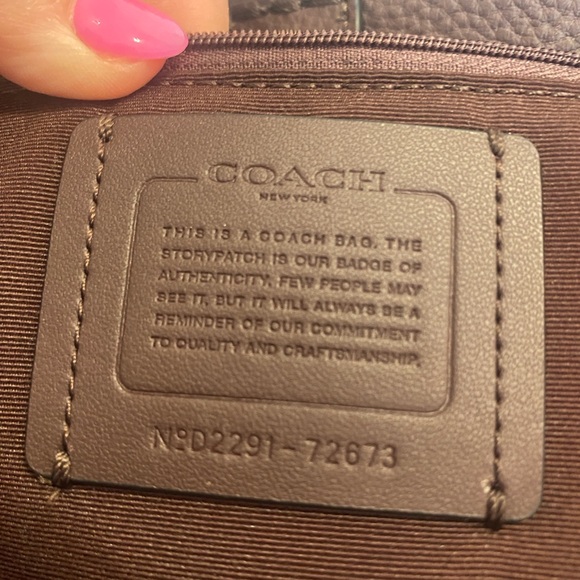 COACH
NEW YORK
THIS IS A COACH BAG. THE
STORYPATCH IS OUR BADGE OF
AUTHENTICITY. FEW PEOPLE MAY
SEE IT, BUT IT WILL ALWAYS BE A
REMINDER OF OUR COMMITMENT
TO QUALITY AND CRAFTSMANSHIP.
NºD2291-72673